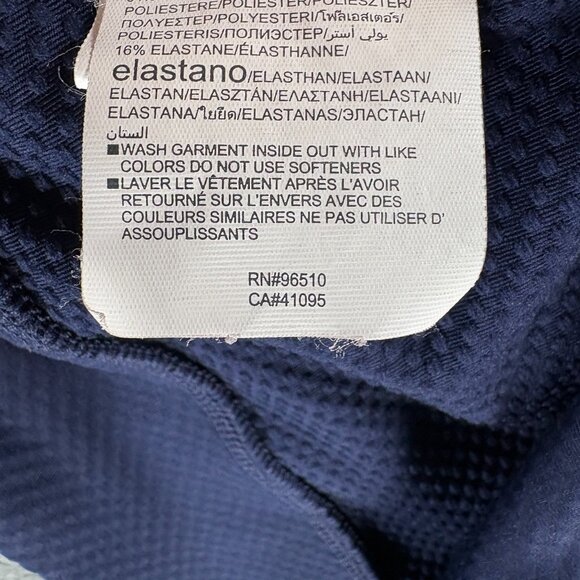 POLIESTERE/POLIESTER/POLIESZTER/
ΠΟΛΥΕΣΤΕΡ/POLYESTERI/โพลีเอสเตอร์/
POLIESTERIS/ПОЛИЭСТЕР/يولي أستر/
16% ELASTANE/ÉLASTHANNE/
elastano/ELASTHAN/ELASTAAN/
ELASTAN/ELASZTÁN/ΕΛΑΣΤΑΝΗ/ELASTAANI/
ELASTANA/ใยยืด/ELASTANAS/ЭЛАСТАН/
الستان
■WASH GARMENT INSIDE OUT WITH LIKE
COLORS DO NOT USE SOFTENERS
■LAVER LE VÊTEMENT APRÈS L'AVOIR
RETOURNÉ SUR L'ENVERS AVEC DES
COULEURS SIMILAIRES NE PAS UTILISER D'
ASSOUPLISSANTS
RN#96510
CA#41095